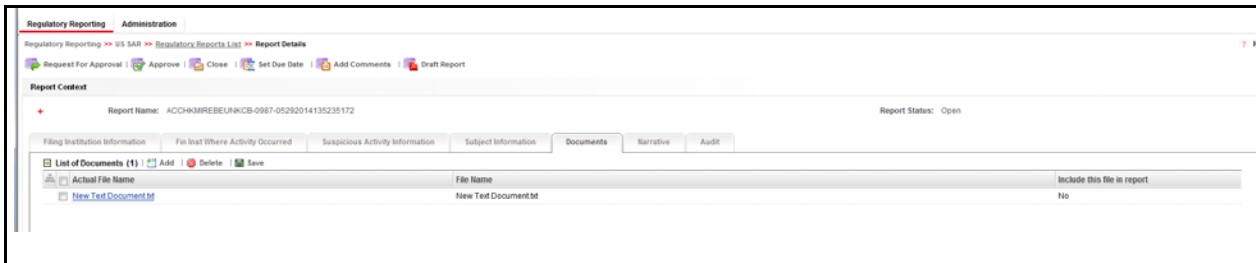 Regulatory Reporting Administration
Regulatory Reporting >> US SAR >> Regulatory Reports List >> Report Details ?
Request For Approval | Approve | Close | Set Due Date | Add Comments | Draft Report
Report Context
+ Report Name: ACCHKMIREBEUNKCB-0987-05292014135235172 Report Status: Open
Filing Institution Information Fin Inst Where Activity Occurred Suspicious Activity Information Subject Information Documents Narrative Audit
List of Documents (1) | Add | Delete | Save
Actual File Name File Name Include this file in report
New Text Document.txt New Text Document.txt No